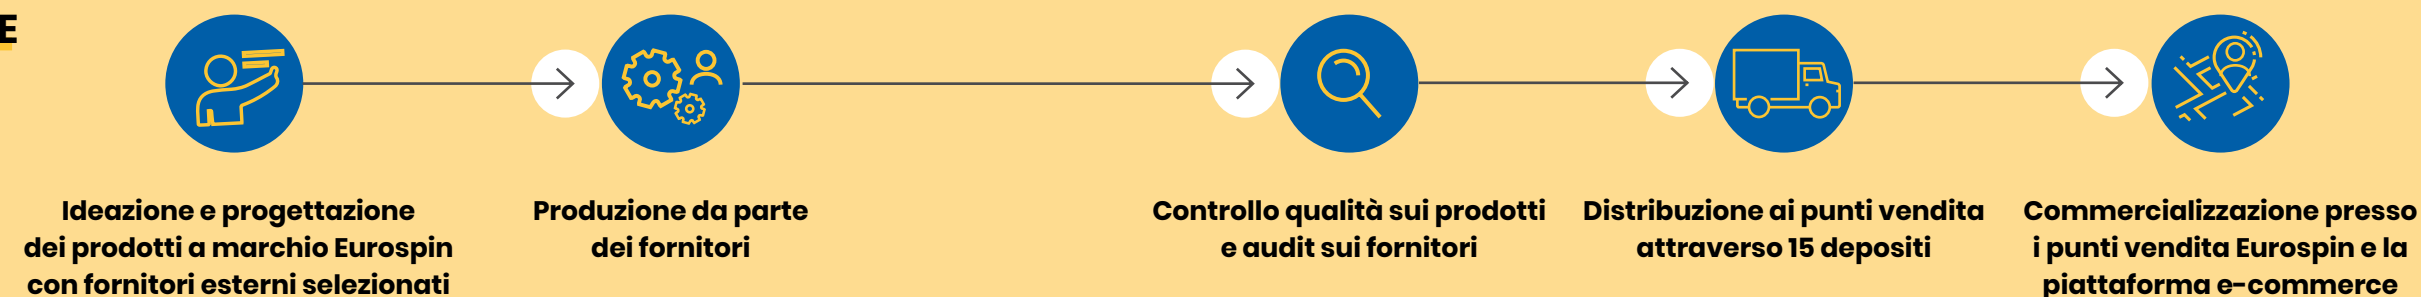 E
Ideazione e progettazione
dei prodotti a marchio Eurospin
con fornitori esterni selezionati
Produzione da parte
dei fornitori
Controllo qualità sui prodotti
e audit sui fornitori
Distribuzione ai punti vendita
attraverso 15 depositi
Commercializzazione presso
i punti vendita Eurospin e la
piattaforma e-commerce